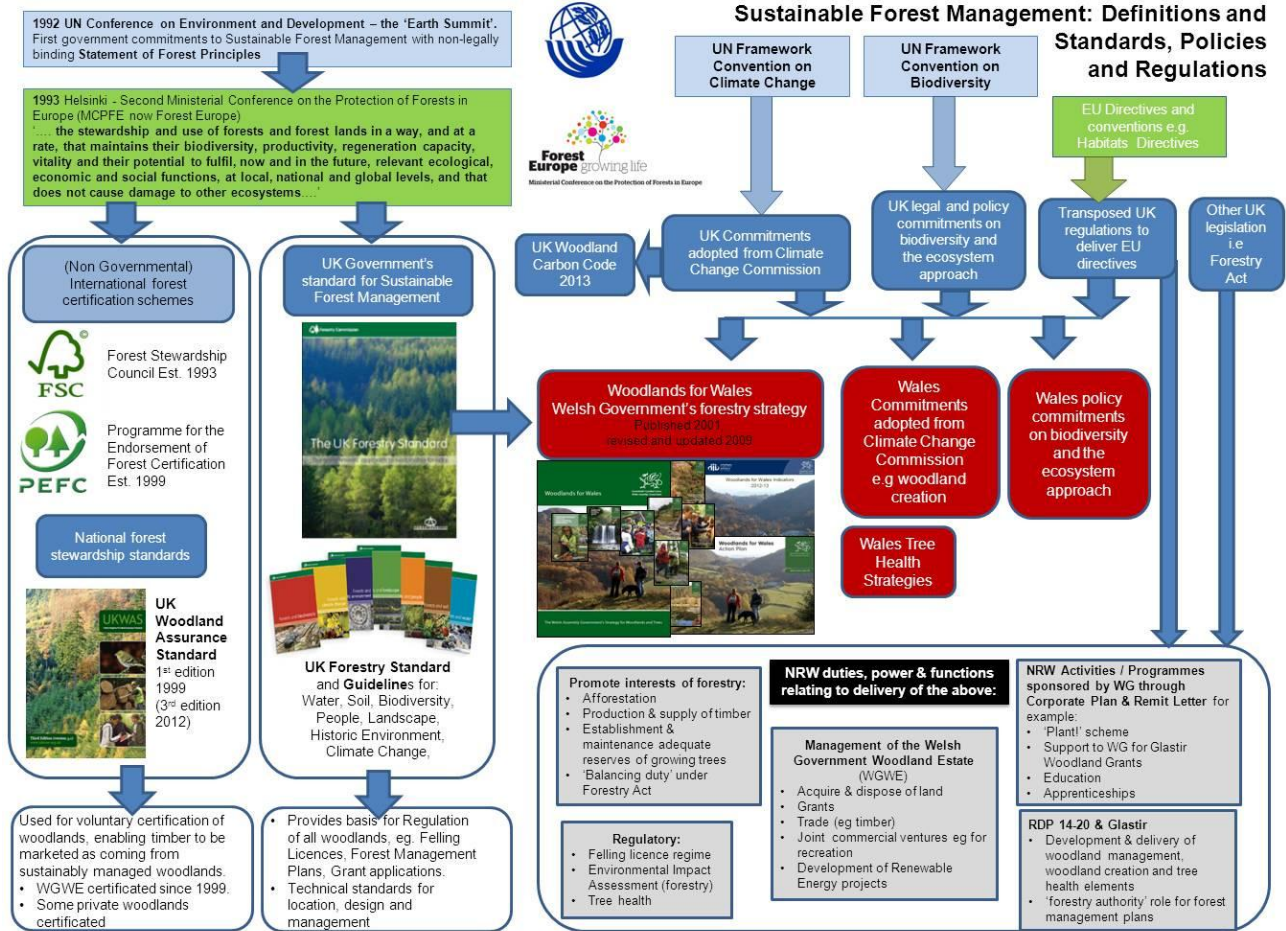 Sustainable Forest Management: Definitions and
Standards, Policies
and Regulations
1992 UN Conference on Environment and Development – the ‘Earth Summit’.
First government commitments to Sustainable Forest Management with non-legally
binding Statement of Forest Principles
1993 Helsinki - Second Ministerial Conference on the Protection of Forests in
Europe (MCPFE now Forest Europe)
‘…. the stewardship and use of forests and forest lands in a way, and at a
rate, that maintains their biodiversity, productivity, regeneration capacity,
vitality and their potential to fulfil, now and in the future, relevant ecological,
economic and social functions, at local, national and global levels, and that
does not cause damage to other ecosystems….’
Forest
Europe growing life
Ministerial Conference on the Protection of Forests in Europe
UN Framework
Convention on
Climate Change
UN Framework
Convention on
Biodiversity
EU Directives and
conventions e.g.
Habitats Directives
UK Woodland
Carbon Code
2013
UK Commitments
adopted from Climate
Change Commission
UK legal and policy
commitments on
biodiversity and
the ecosystem
approach
Transposed UK
regulations to
deliver EU
directives
Other UK
legislation
i.e
Forestry
Act
(Non Governmental)
International forest
certification schemes
©
FSC
Forest Stewardship
Council Est. 1993
PEFC
Programme for the
Endorsement of
Forest Certification
Est. 1999
National forest
stewardship standards
UKWAS
UK
Woodland
Assurance
Standard
1st edition
1999
(3rd edition
2012)
UK Government’s
standard for Sustainable
Forest Management
The UK Forestry Standard
UK Forestry Standard
and Guidelines for:
Water, Soil, Biodiversity,
People, Landscape,
Historic Environment,
Climate Change,
Woodlands for Wales
Welsh Government’s forestry strategy
Published 2001
revised and updated 2009
Woodlands for Wales
Woodlands for Wales Indicators
2012-13
Woodlands for Wales
Action Plan
The Welsh Assembly Government's Strategy for Woodlands and Trees
Wales
Commitments
adopted from
Climate Change
Commission
e.g woodland
creation
Wales policy
commitments
on biodiversity
and the
ecosystem
approach
Wales Tree
Health
Strategies
Used for voluntary certification of
woodlands, enabling timber to be
marketed as coming from
sustainably managed woodlands.
• WGWE certificated since 1999.
• Some private woodlands
certificated
• Provides basis for Regulation
of all woodlands, eg. Felling
Licences, Forest Management
Plans, Grant applications.
• Technical standards for
location, design and
management
Promote interests of forestry:
• Afforestation
• Production & supply of timber
• Establishment &
maintenance adequate
reserves of growing trees
• ‘Balancing duty’ under
Forestry Act
Regulatory:
• Felling licence regime
• Environmental Impact
Assessment (forestry)
• Tree health
NRW duties, power & functions
relating to delivery of the above:
Management of the Welsh
Government Woodland Estate
(WGWE)
• Acquire & dispose of land
• Grants
• Trade (eg timber)
• Joint commercial ventures eg for
recreation
• Development of Renewable
Energy projects
NRW Activities / Programmes
sponsored by WG through
Corporate Plan & Remit Letter for
example:
• ‘Plant!’ scheme
• Support to WG for Glastir
Woodland Grants
• Education
• Apprenticeships
RDP 14-20 & Glastir
• Development & delivery of
woodland management,
woodland creation and tree
health elements
• ‘forestry authority’ role for forest
management plans